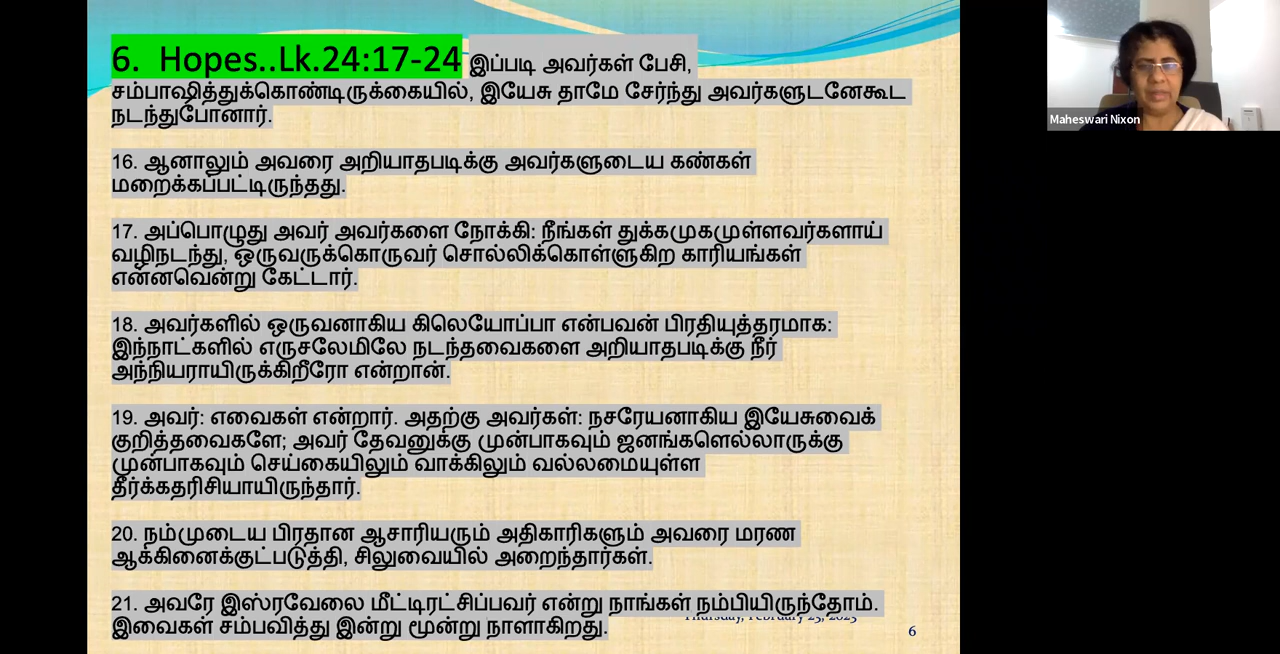 6. Hopes..Lk.24:17-24 இப்படி அவர்கள் பேசி,
சம்பாஷித்துக்கொண்டிருக்கையில், இயேசு தாமே சேர்ந்து அவர்களுடனேகூட
நடந்துபோனார்.
16. ஆனாலும் அவரை அறியாதபடிக்கு அவர்களுடைய கண்கள்
மறைக்கப்பட்டிருந்தது.
17. அப்பொழுது அவர் அவர்களை நோக்கி: நீங்கள் துக்கமுகமுள்ளவர்களாய்
வழிநடந்து, ஒருவருக்கொருவர் சொல்லிக்கொள்ளுகிற காரியங்கள்
என்னவென்று கேட்டார்.
18. அவர்களில் ஒருவனாகிய கிலெயோப்பா என்பவன் பிரதியுத்தரமாக:
இந்நாட்களில் எருசலேமிலே நடந்தவைகளை அறியாதபடிக்கு நீர்
அந்நியராயிருக்கிறீரோ என்றான்.
19. அவர்: எவைகள் என்றார். அதற்கு அவர்கள்: நசரேயனாகிய இயேசுவைக்
குறித்தவைகளே; அவர் தேவனுக்கு முன்பாகவும் ஜனங்களெல்லாருக்கு
முன்பாகவும் செய்கையிலும் வாக்கிலும் வல்லமையுள்ள
தீர்க்கதரிசியாயிருந்தார்.
20. நம்முடைய பிரதான ஆசாரியரும் அதிகாரிகளும் அவரை மரண
ஆக்கினைக்குட்படுத்தி, சிலுவையில் அறைந்தார்கள்.
21. அவரே இஸ்ரவேலை மீட்டிரட்சிப்பவர் என்று நாங்கள் நம்பியிருந்தோம்.
இவைகள் சம்பவித்து இன்று மூன்று நாளாகிறது.
Thursday, February 23, 2023
6
Maheswari Nixon